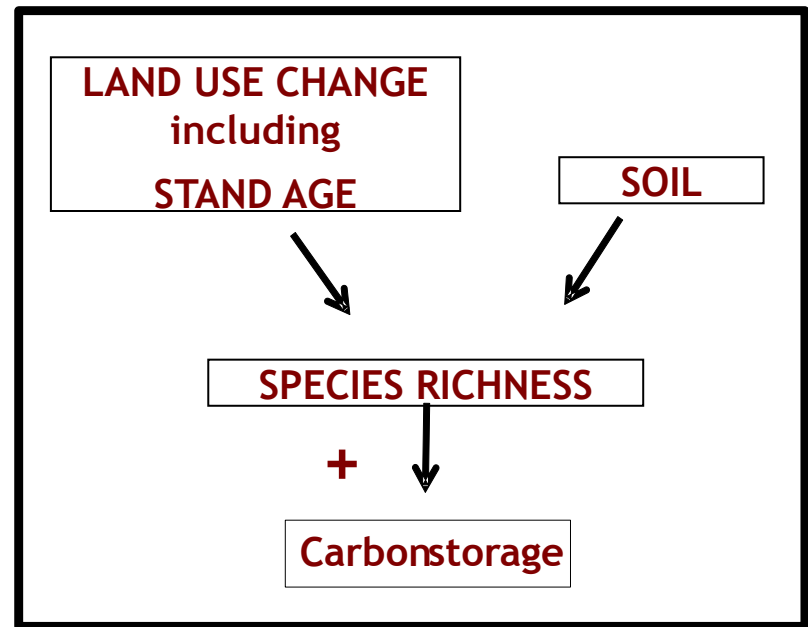 LAND USE CHANGE
including
STAND AGE
SOIL
SPECIES RICHNESS
+
Carbonstorage